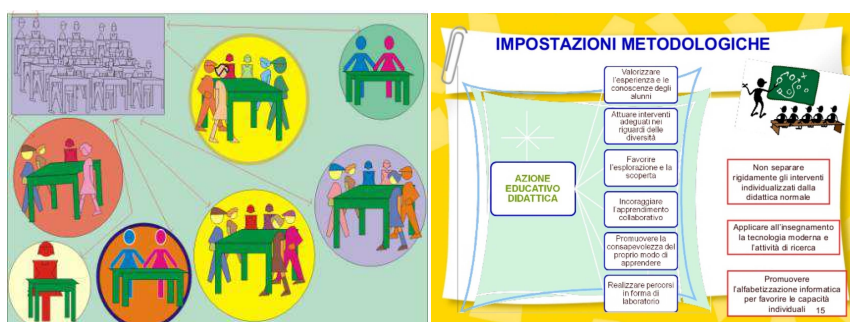 IMPOSTAZIONI METODOLOGICHE
Valorizzare
l'esperienza e le
conoscenze degli
alunni
Attuare interventi
adeguati nei
riguardi delle
diversità
Favorire
l'esplorazione e la
scoperta
AZIONE
EDUCATIVO
DIDATTICA
Incoraggiare
l'apprendimento
collaborativo
Promuovere la
consapevolezza del
proprio modo di
apprendere
Realizzare percorsi
in forma di
laboratorio
Non separare
rigidamente gli interventi
individualizzati dalla
didattica normale
Applicare all'insegnamento
la tecnologia moderna e
l'attività di ricerca
Promuovere
l'alfabetizzazione informatica
per favorire le capacità
individuali
15